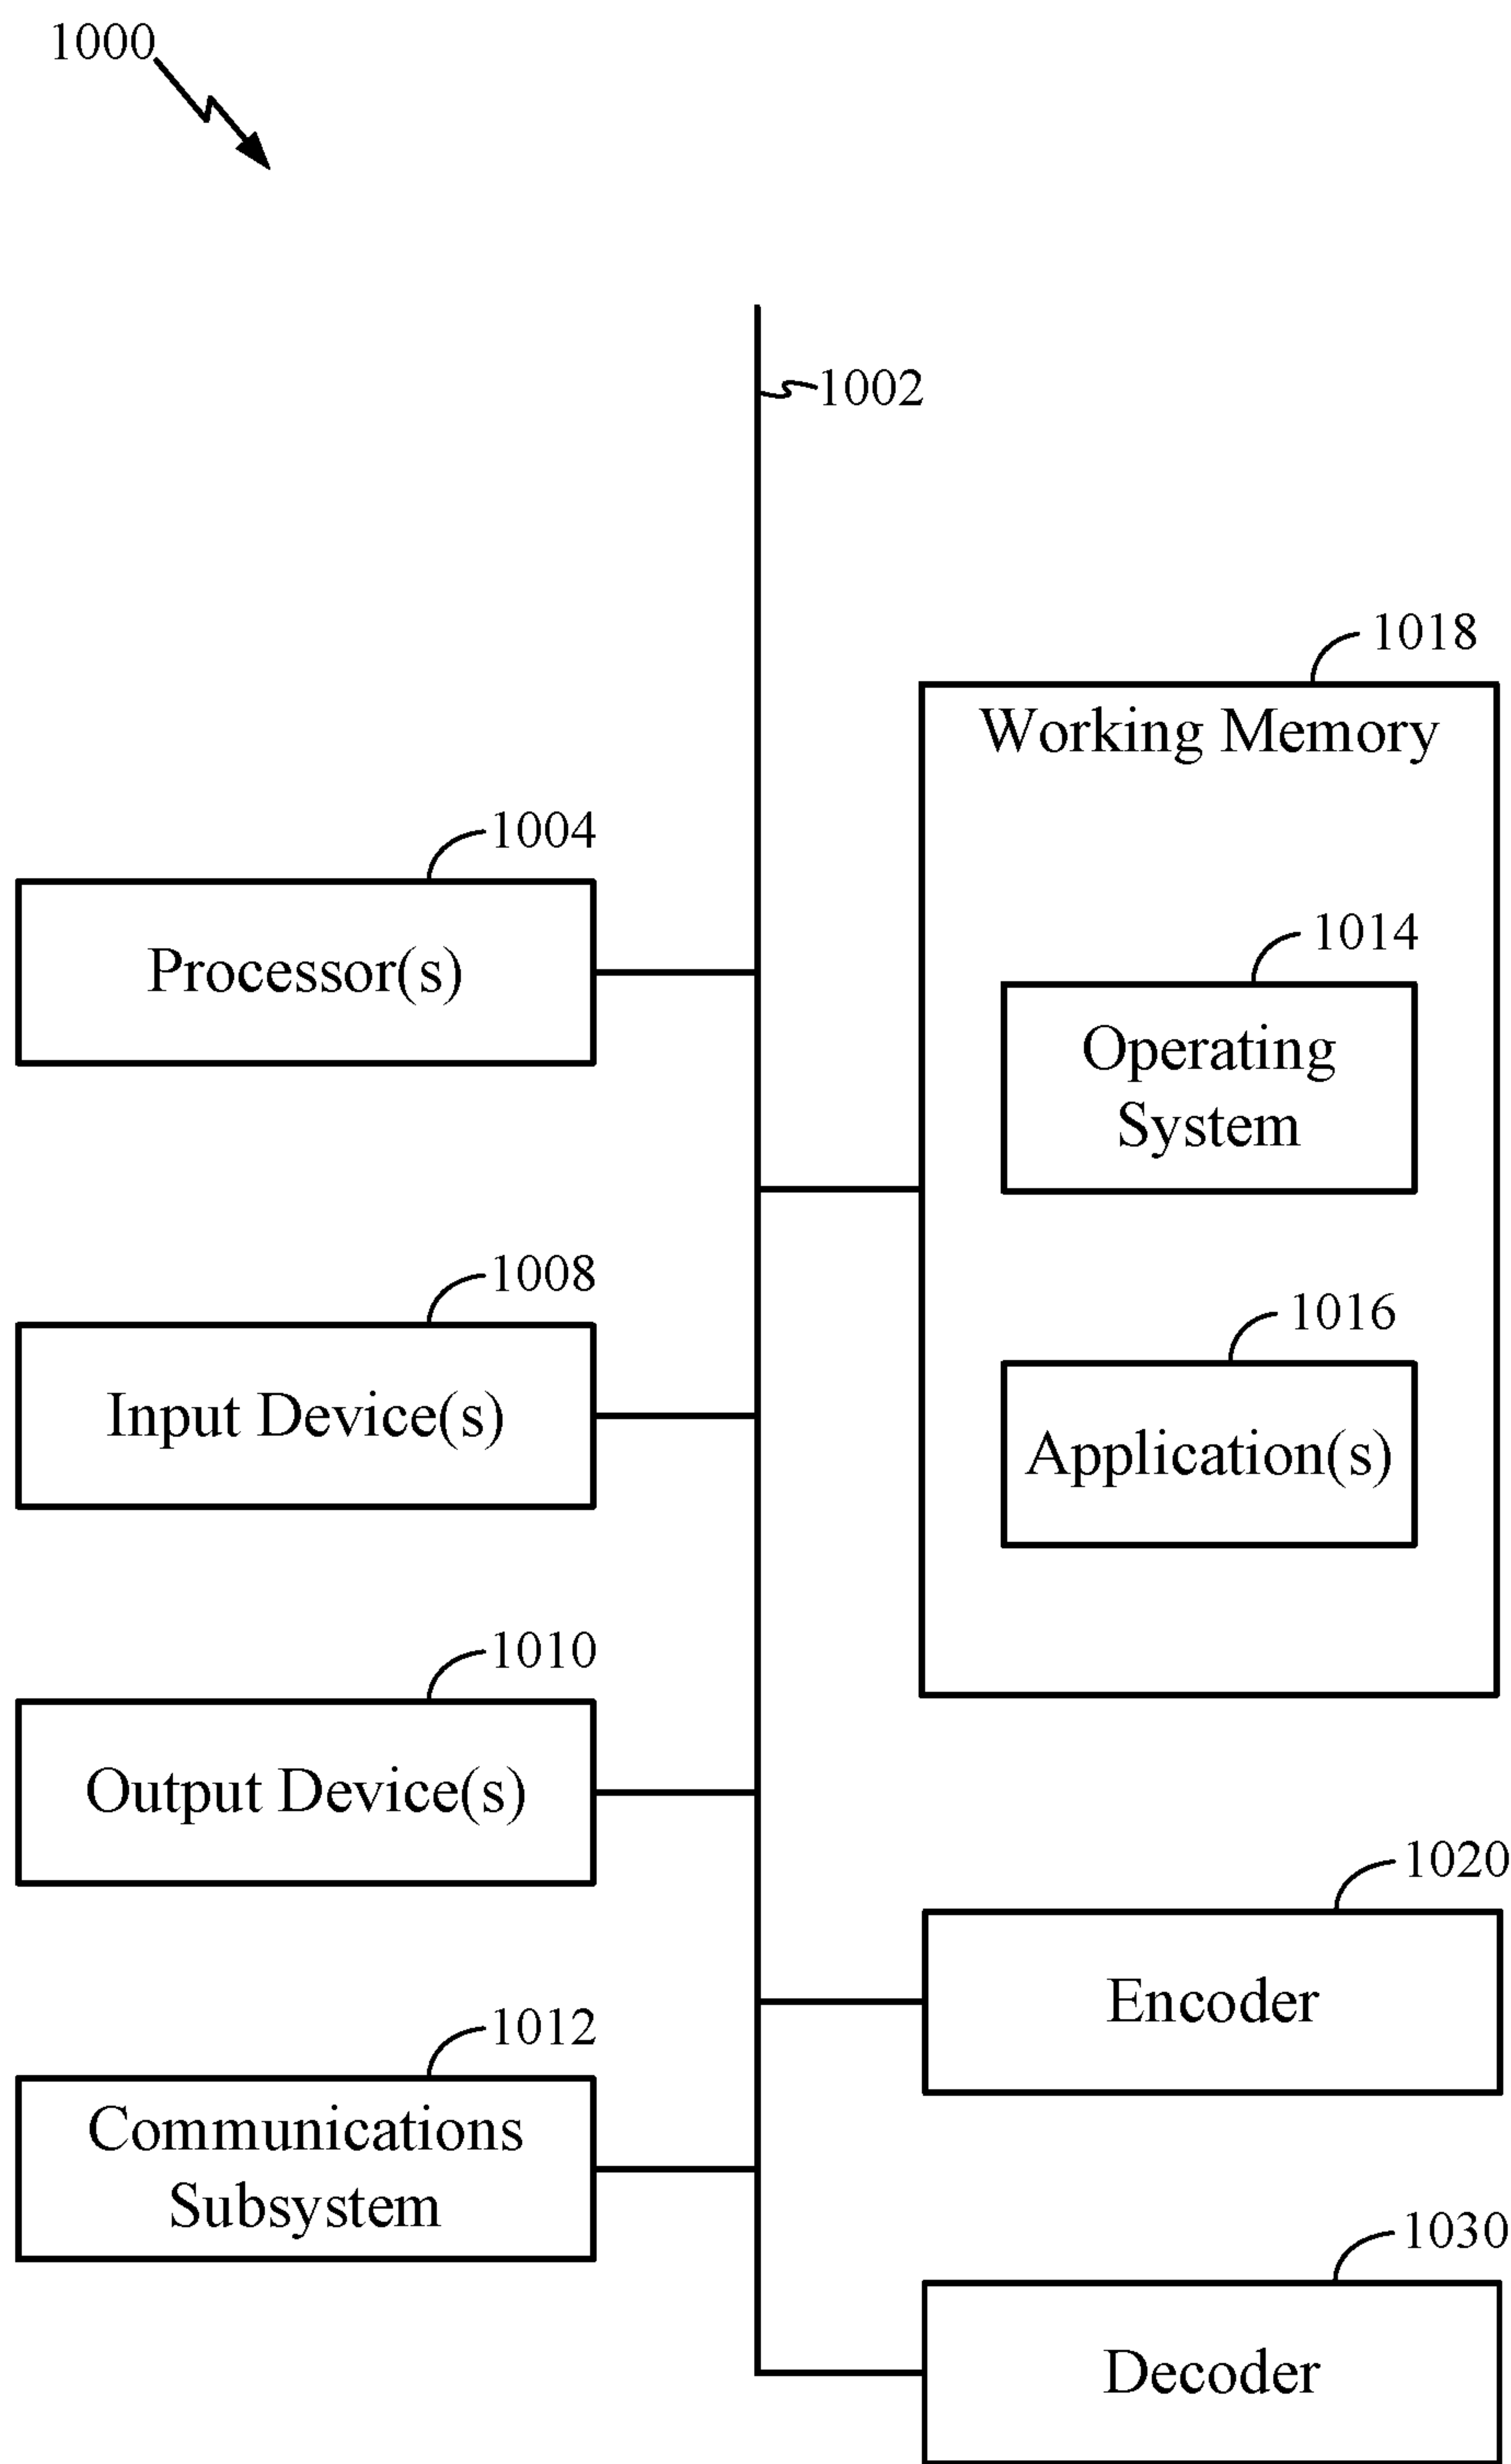 1000
1002
1018
Working Memory
1004
Processor(s)
1014
Operating
System
1008
Input Device(s)
1016
Application(s)
1010
Output Device(s)
1020
Encoder
1012
Communications
Subsystem
1030
Decoder